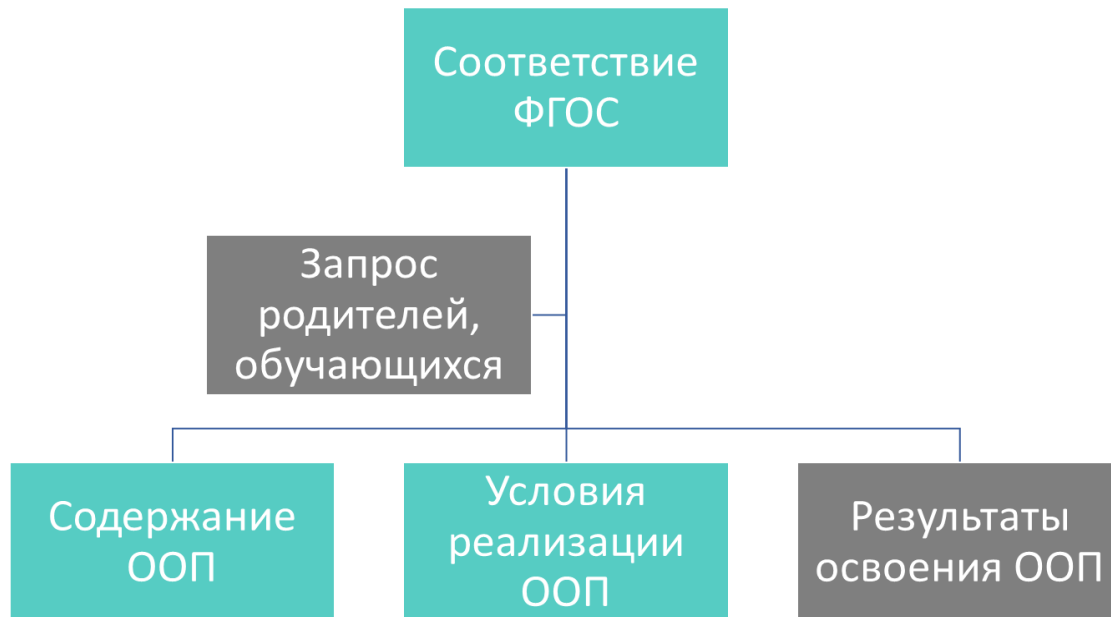 Соответствие
ФГОС
Запрос
родителей,
обучающихся
Содержание
ООП
Условия
реализации
ООП
Результаты
освоения ООП